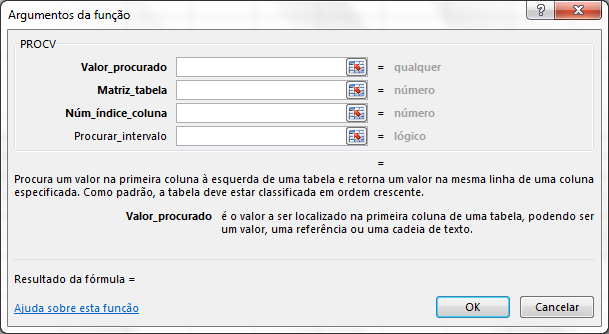 Argumentos da função
PROCV
Valor_procurado = qualquer
Matriz_tabela = número
Núm_índice_coluna = número
Procurar_intervalo = lógico
=
Procura um valor na primeira coluna à esquerda de uma tabela e retorna um valor na mesma linha de uma coluna
especificada. Como padrão, a tabela deve estar classificada em ordem crescente.
Valor_procurado é o valor a ser localizado na primeira coluna de uma tabela, podendo ser
um valor, uma referência ou uma cadeia de texto.
Resultado da fórmula =
Ajuda sobre esta função
OK Cancelar